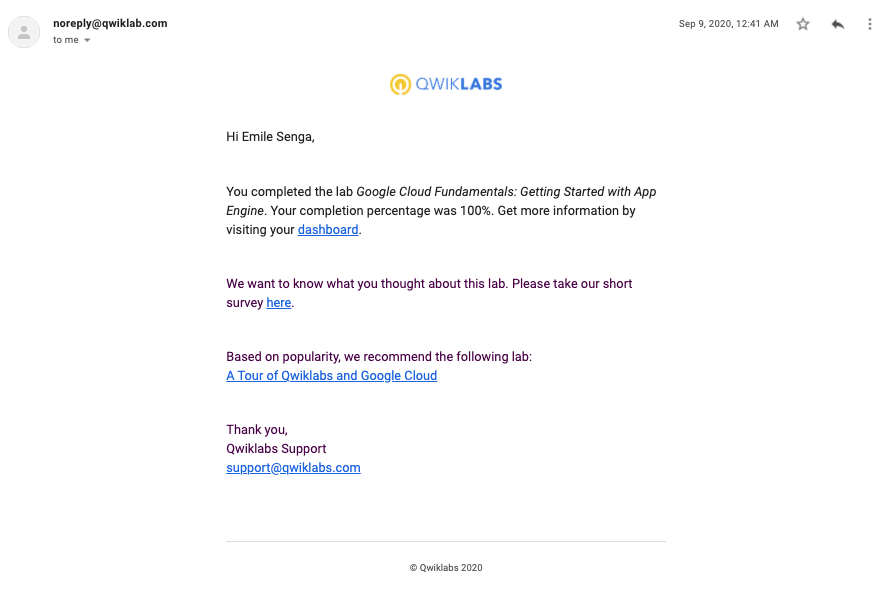 noreply@qwiklab.com
Sep 9, 2020, 12:41 AM
to me
QWIKLABS
Hi Emile Senga,
You completed the lab Google Cloud Fundamentals: Getting Started with App
Engine. Your completion percentage was 100%. Get more information by
visiting your dashboard.
We want to know what you thought about this lab. Please take our short
survey here.
Based on popularity, we recommend the following lab:
A Tour of Qwiklabs and Google Cloud
Thank you,
Qwiklabs Support
support@qwiklabs.com
© Qwiklabs 2020